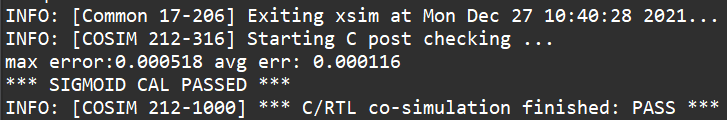 INFO: [Common 17-206] Exiting xsim at Mon Dec 27 10:40:28 2021...
INFO: [COSIM 212-316] Starting C post checking ...
max error:0.000518 avg err: 0.000116
*** SIGMOID CAL PASSED ***
INFO: [COSIM 212-1000] *** C/RTL co-simulation finished: PASS ***